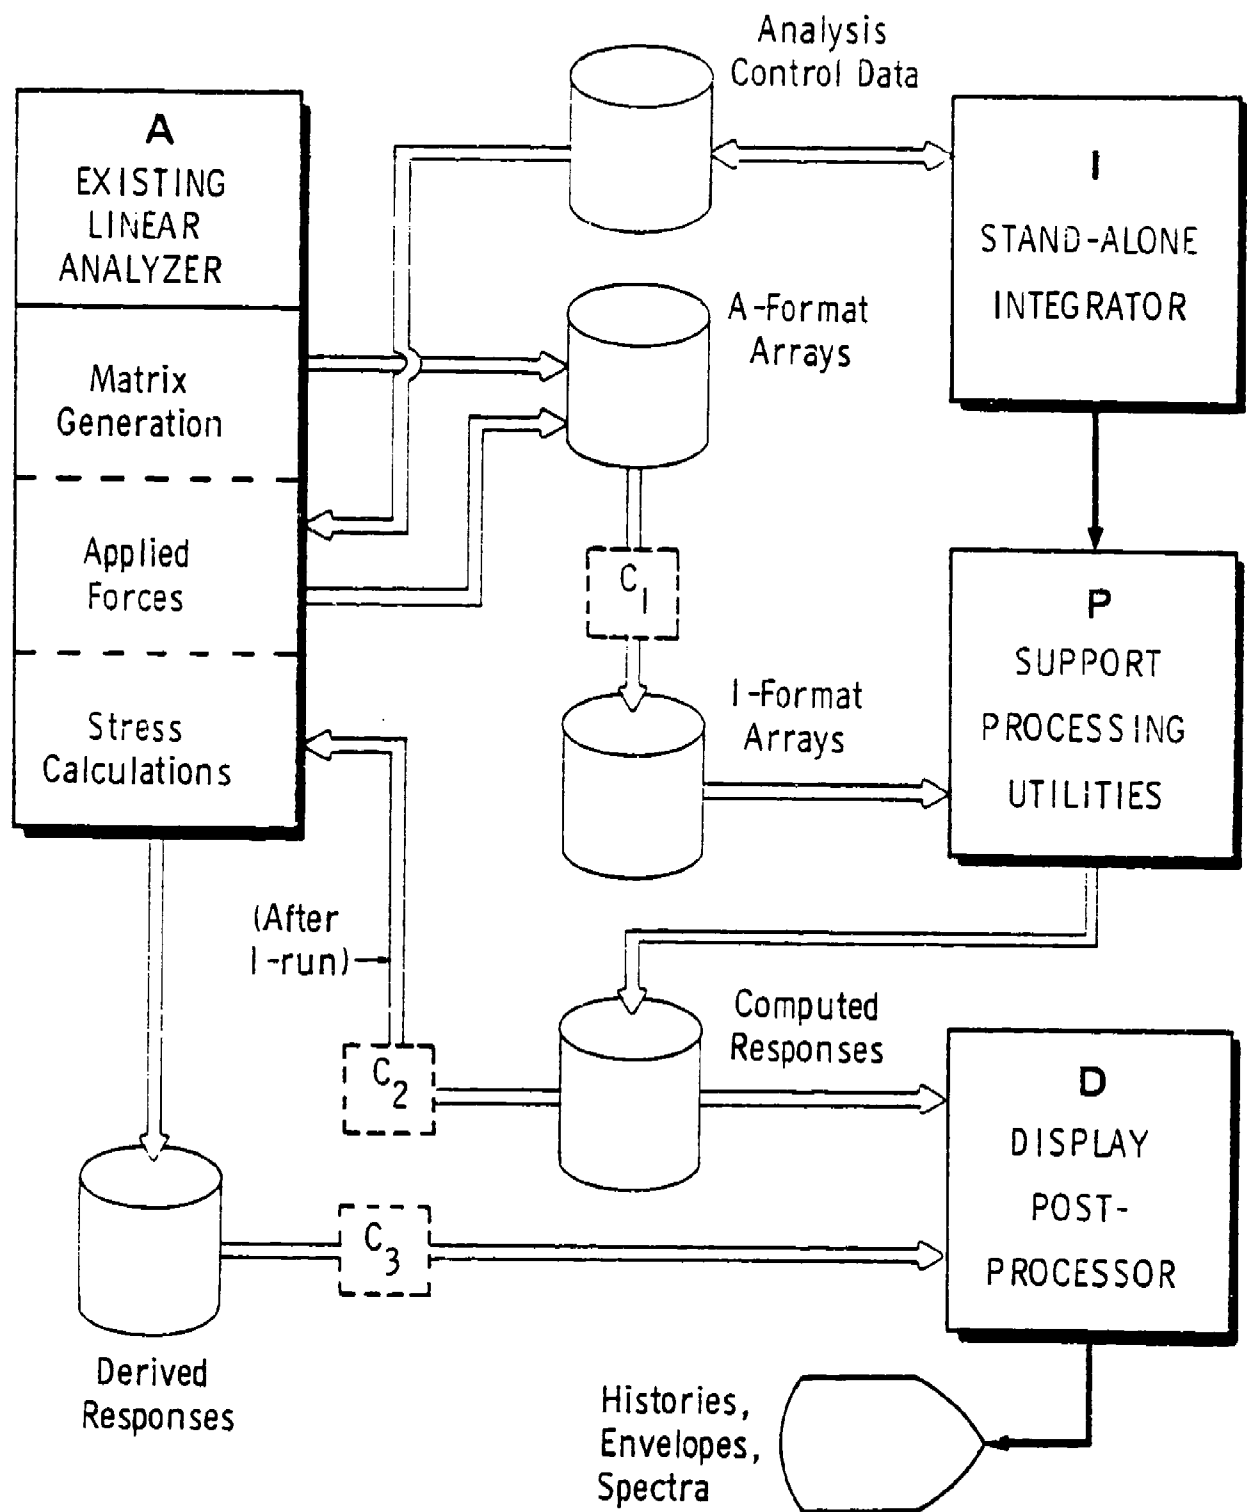 Analysis
Control Data
A
EXISTING
LINEAR
ANALYZER
I
STAND-ALONE
INTEGRATOR
A-Format
Arrays
Matrix
Generation
Applied
Forces
C1
P
SUPPORT
PROCESSING
UTILITIES
Stress
Calculations
I-Format
Arrays
(After
I-run)
Computed
Responses
C2
D
DISPLAY
POST-
PROCESSOR
C3
Derived
Responses
Histories,
Envelopes,
Spectra